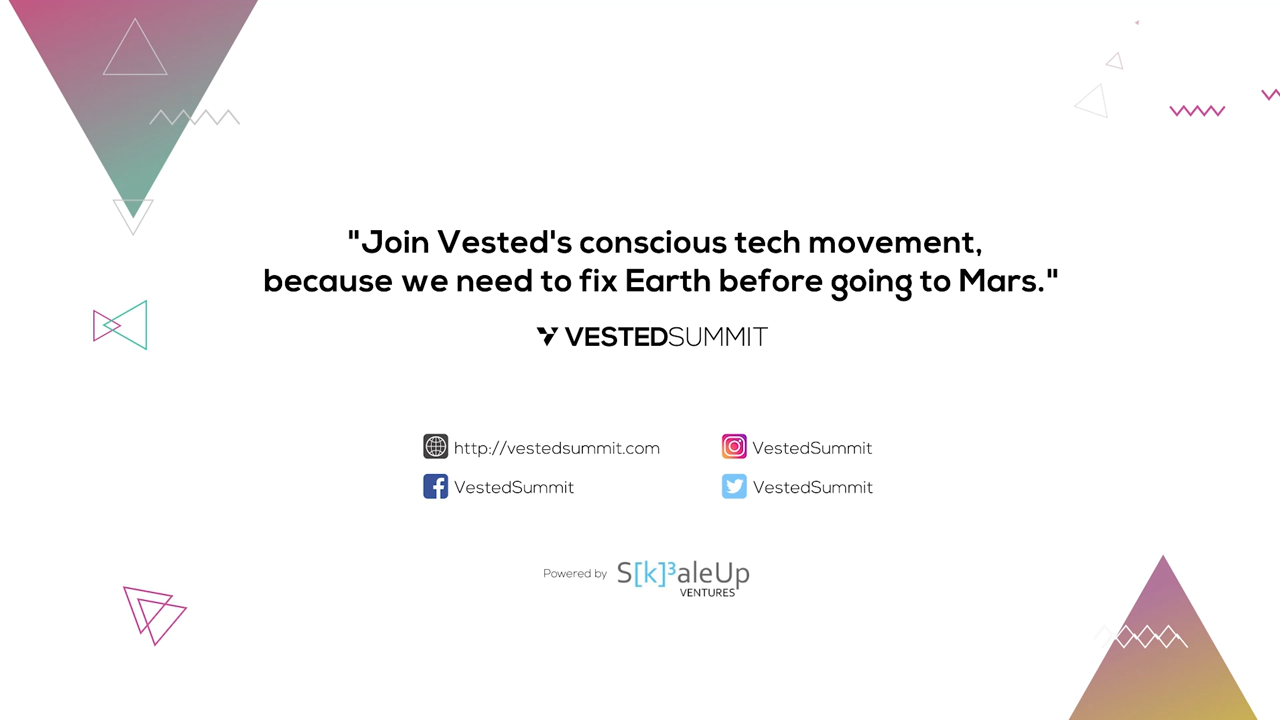 "Join Vested's conscious tech movement,
because we need to fix Earth before going to Mars."
VESTEDSUMMIT
http://vestedsummit.com
VestedSummit
VestedSummit
VestedSummit
Powered by S[k]³aleUp
VENTURES